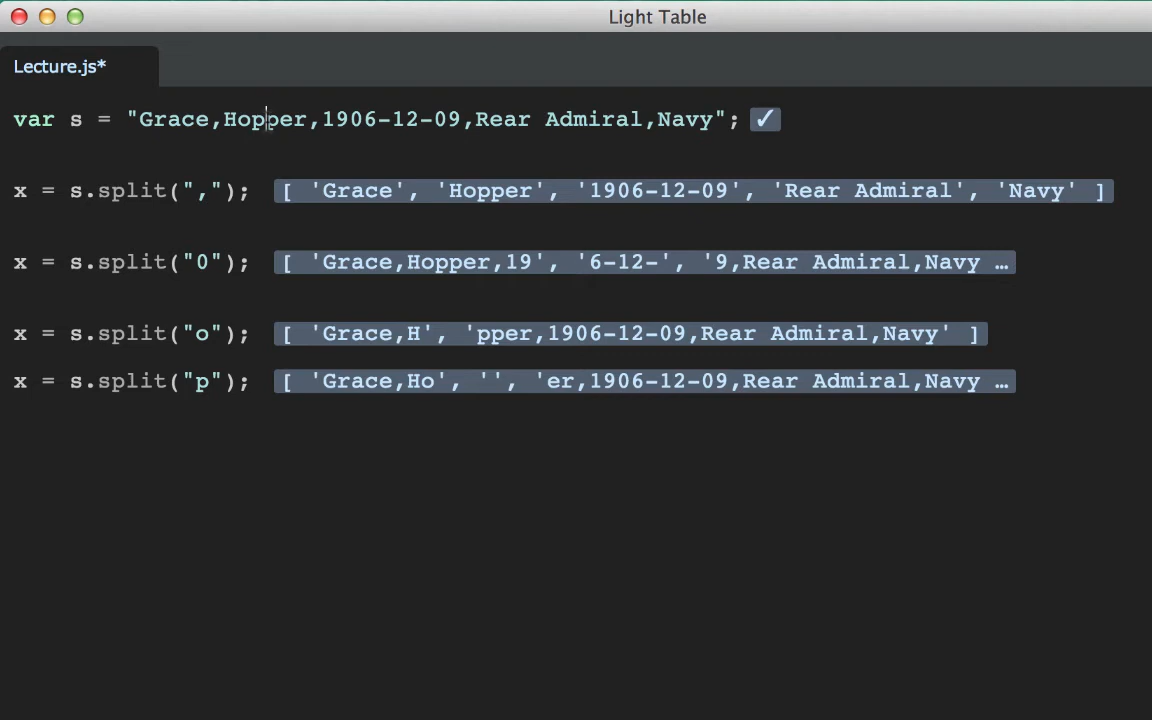 Light Table
Lecture.js*
var s = "Grace,Hopper,1906-12-09,Rear Admiral,Navy"; ✓
x = s.split(","); [ 'Grace', 'Hopper', '1906-12-09', 'Rear Admiral', 'Navy' ]
x = s.split("0"); [ 'Grace,Hopper,19', '6-12-', '9,Rear Admiral,Navy …
x = s.split("o"); [ 'Grace,H', 'pper,1906-12-09,Rear Admiral,Navy' ]
x = s.split("p"); [ 'Grace,Ho', '', 'er,1906-12-09,Rear Admiral,Navy …